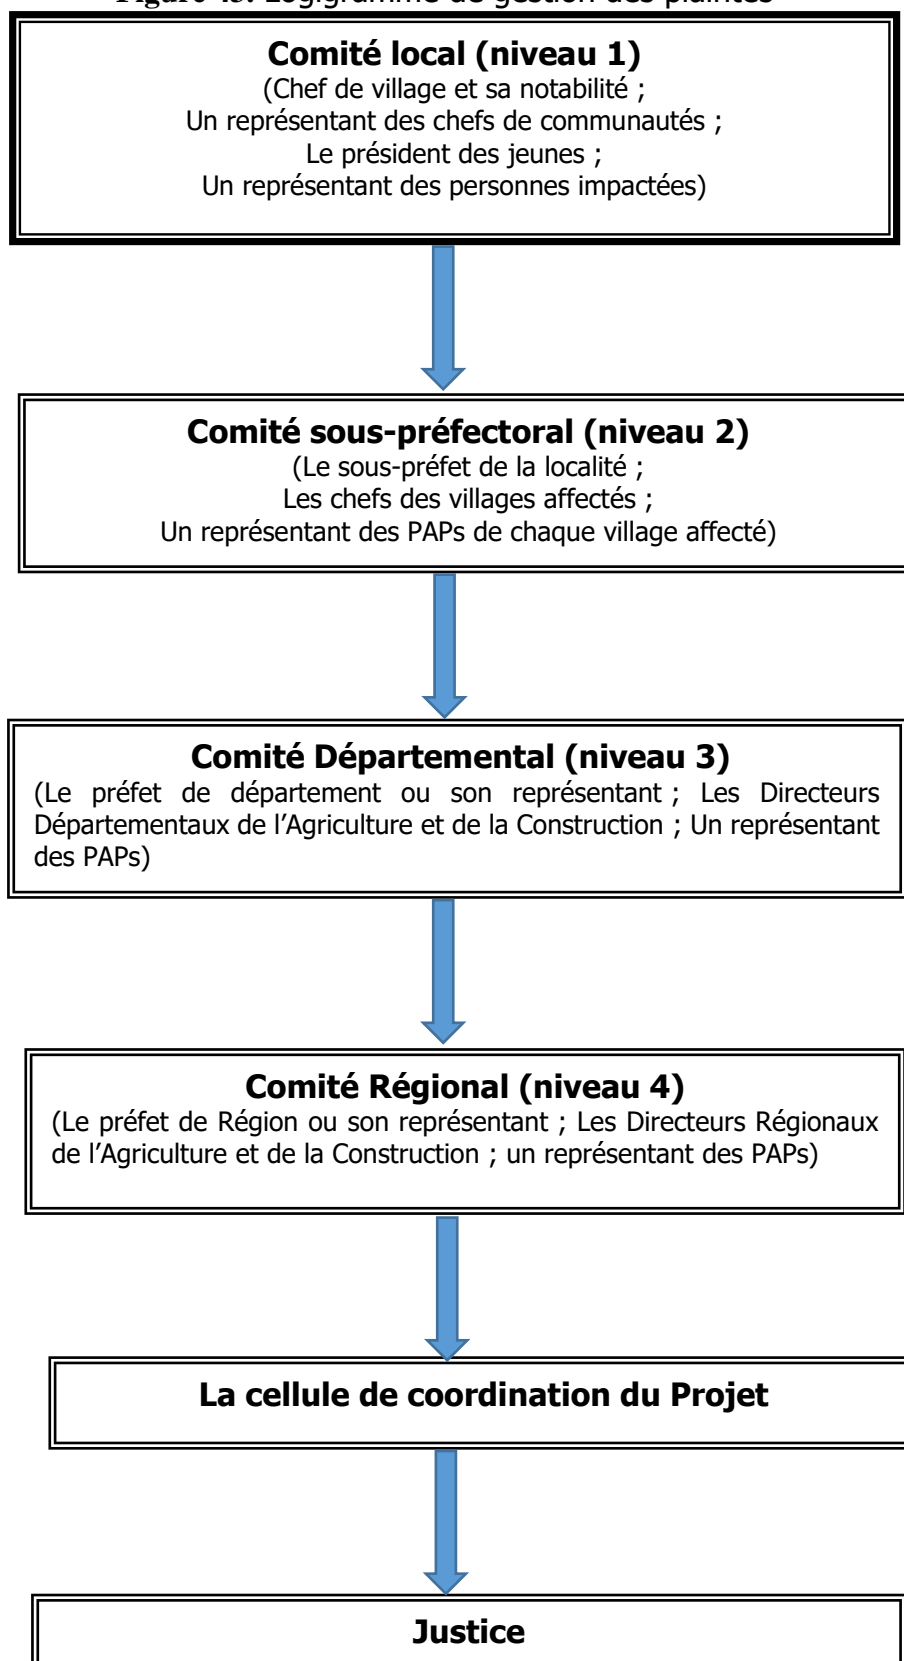 Logigramme de gestion des plaintes
Comité local (niveau 1)
(Chef de village et sa notabilité ;
Un représentant des chefs de communautés ;
Le président des jeunes ;
Un représentant des personnes impactées)
Comité sous-préfectoral (niveau 2)
(Le sous-préfet de la localité ;
Les chefs des villages affectés ;
Un représentant des PAPs de chaque village affecté)
Comité Départemental (niveau 3)
(Le préfet de département ou son représentant ; Les Directeurs
Départementaux de l’Agriculture et de la Construction ; Un représentant
des PAPs)
Comité Régional (niveau 4)
(Le préfet de Région ou son représentant ; Les Directeurs Régionaux
de l’Agriculture et de la Construction ; un représentant des PAPs)
La cellule de coordination du Projet
Justice